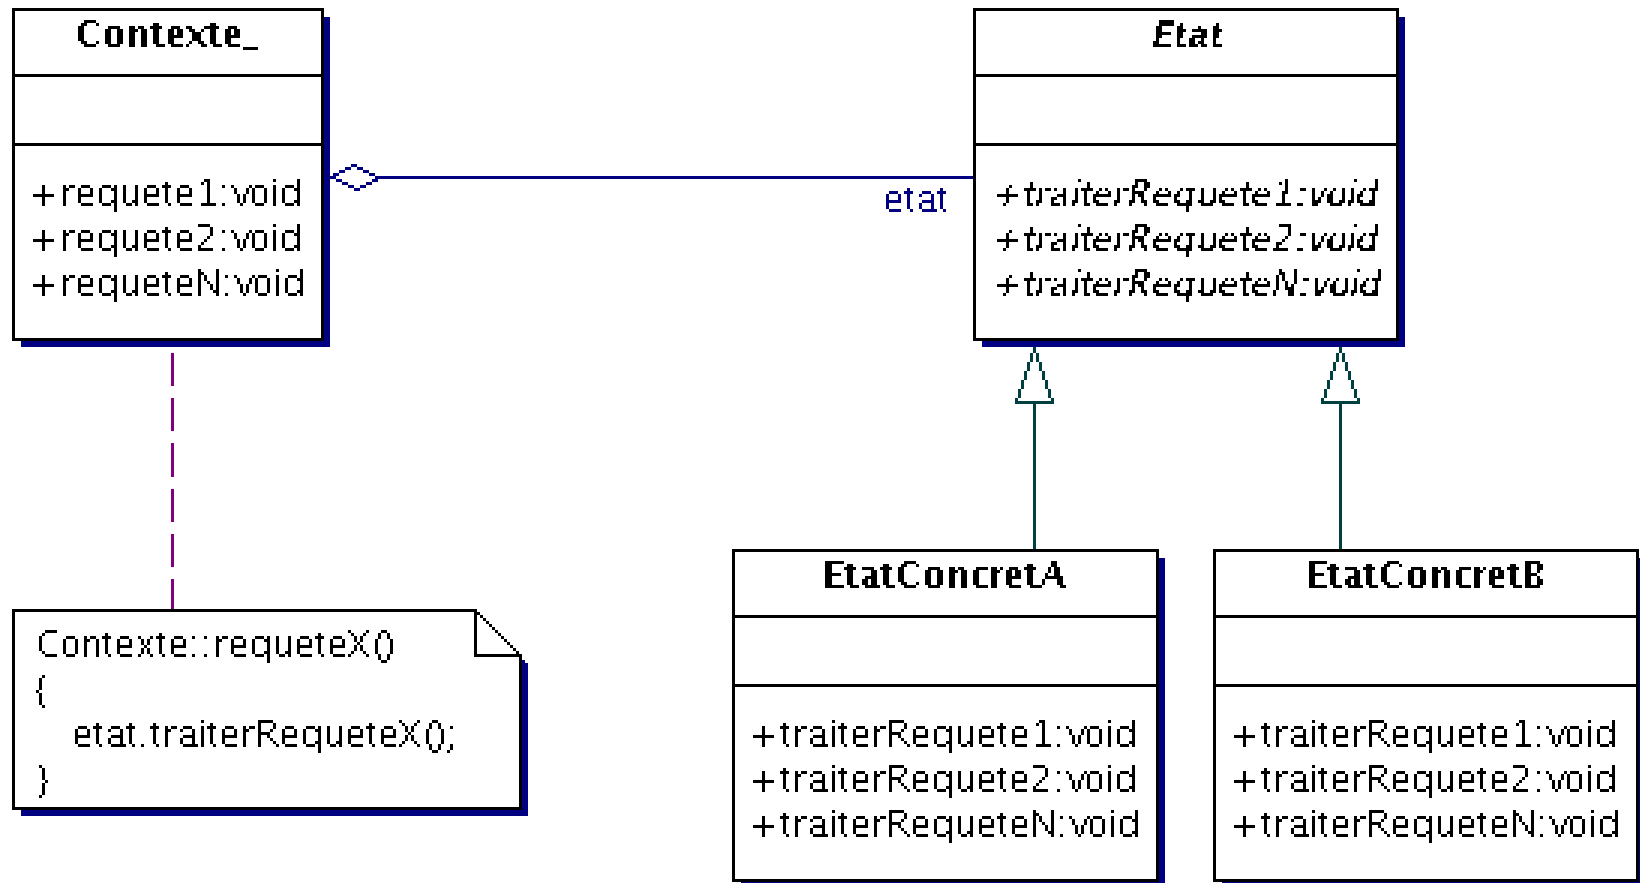 Contexte_
+requete1:void
+requete2:void
+requeteN:void
etat
Etat
+traiterRequete1:void
+traiterRequete2:void
+traiterRequeteN:void
Contexte::requeteX()
{
etat.traiterRequeteX();
}
EtatConcretA
+traiterRequete1:void
+traiterRequete2:void
+traiterRequeteN:void
EtatConcretB
+traiterRequete1:void
+traiterRequete2:void
+traiterRequeteN:void